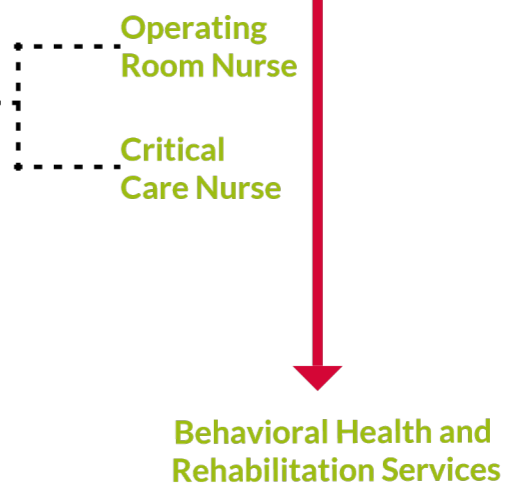 Operating
Room Nurse
Critical
Care Nurse
Behavioral Health and
Rehabilitation Services